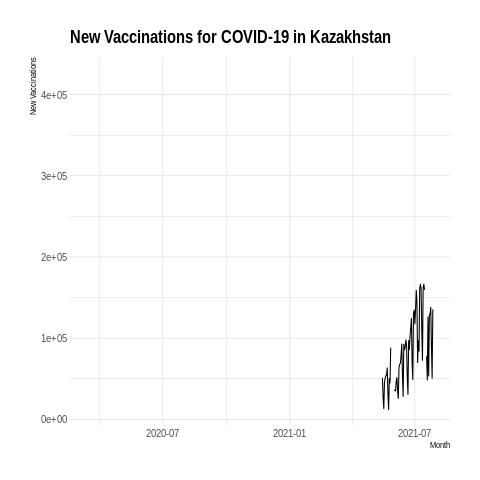 New Vaccinations for COVID-19 in Kazakhstan
New Vaccinations
4e+05
3e+05
2e+05
1e+05
0e+00
2020-07
2021-01
2021-07
Month